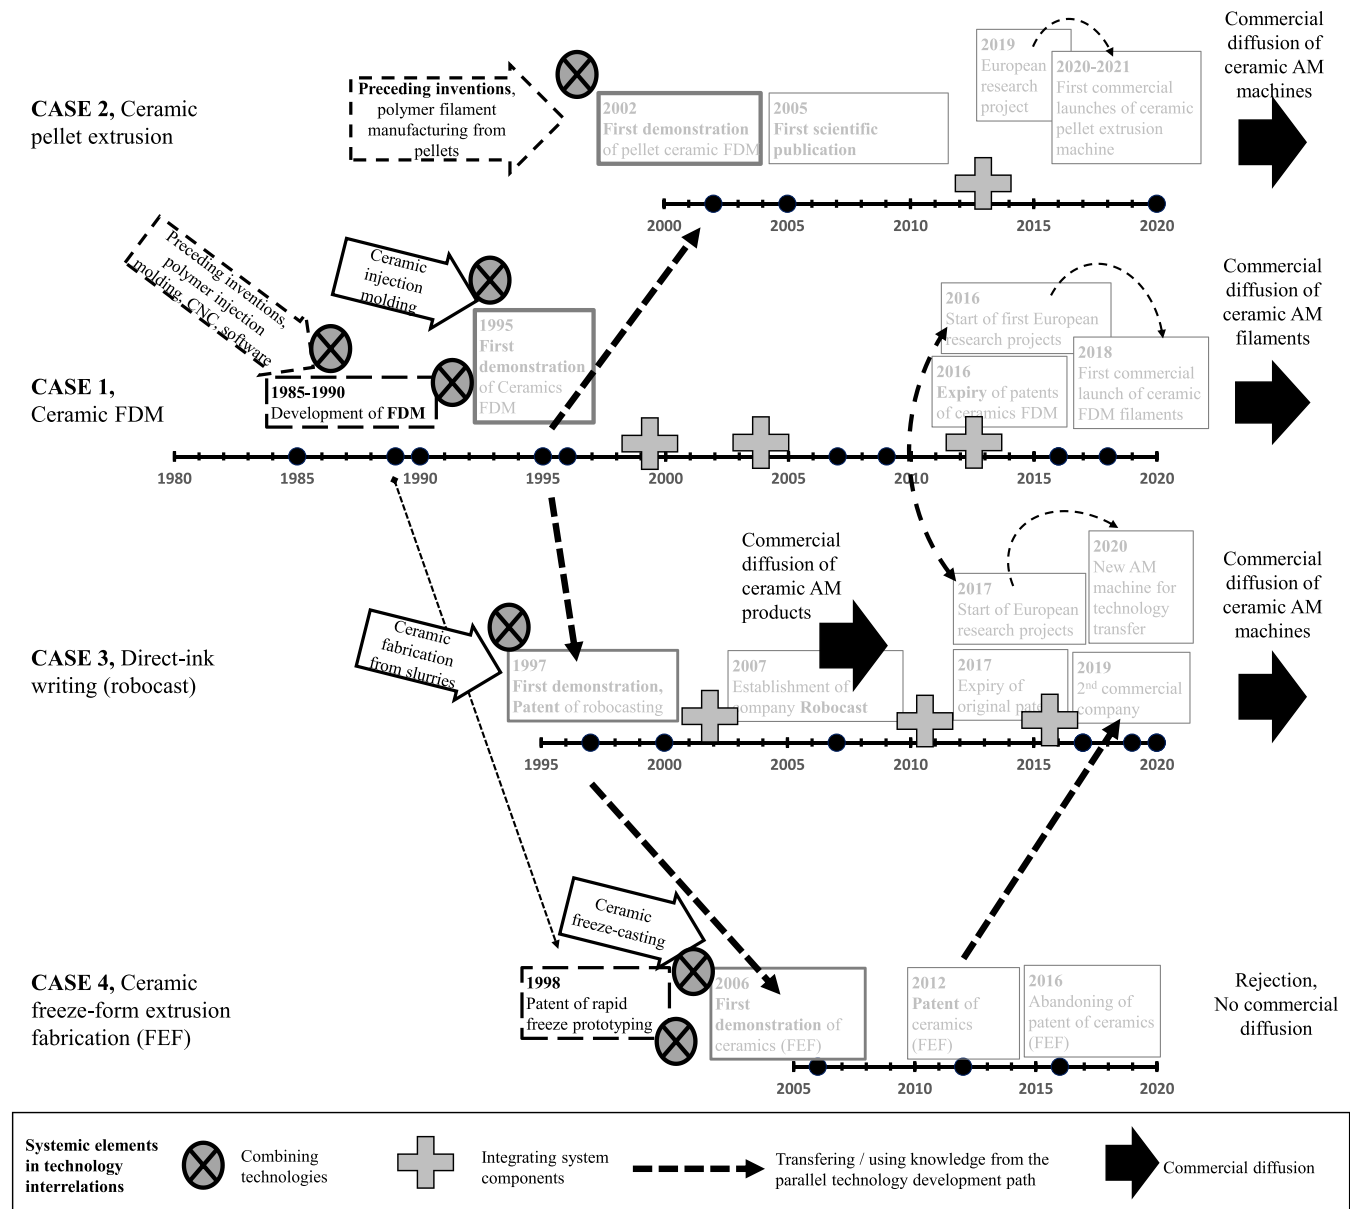 Commercial
diffusion of
ceramic AM
machines
CASE 2, Ceramic
pellet extrusion
Preceding inventions,
polymer filament
manufacturing from
pellets
2002
First demonstration
of pellet ceramic FDM
2005
First scientific
publication
2019
European
research
project
2020-2021
First commercial
launches of ceramic
pellet extrusion
machine
2000
2005
2010
2015
2020
Preceding inventions,
polymer injection
molding, CNC, software
Ceramic
injection
molding
CASE 1,
Ceramic FDM
1985-1990
Development of FDM
1995
First
demonstration
of Ceramics
FDM
2016
Start of first European
research projects
2016
Expiry of patents
of ceramics FDM
2018
First commercial
launch of ceramic
FDM filaments
Commercial
diffusion of
ceramic AM
filaments
1980
1985
1990
1995
2000
2005
2010
2015
2020
CASE 3, Direct-ink
writing (robocast)
Ceramic
fabrication
from slurries
1997
First demonstration,
Patent of robocasting
2007
Establishment of
company Robocast
Commercial
diffusion of
ceramic AM
products
2017
Start of European
research projects
2020
New AM
machine for
technology
transfer
2017
Expiry of
original
2019
2nd commercial
company
Commercial
diffusion of
ceramic AM
machines
1995
2000
2005
2010
2015
2020
CASE 4, Ceramic
freeze-form extrusion
fabrication (FEF)
Ceramic
freeze-casting
1998
Patent of rapid
freeze prototyping
2006
First
demonstration of
ceramics (FEF)
2012
Patent of
ceramics
(FEF)
2016
Abandoning of
patent of ceramics
(FEF)
Rejection,
No commercial
diffusion
2005
2010
2015
2020
Systemic elements
in technology
interrelations
Combining
technologies
Integrating system
components
Transfering / using knowledge from the
parallel technology development path
Commercial diffusion